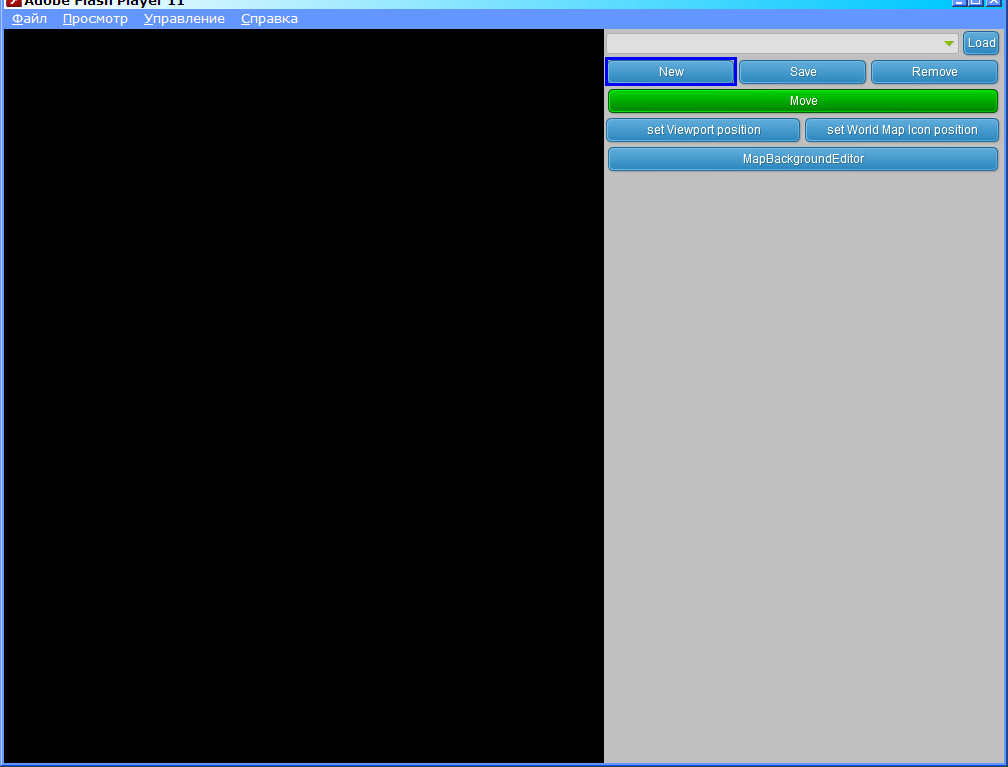 Adobe Flash Player 11
Файл Просмотр Управление Справка
Load
New Save Remove
Move
set Viewport position set World Map Icon position
MapBackgroundEditor